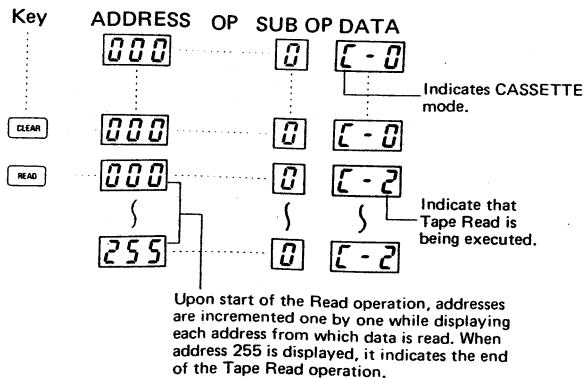 Key ADDRESS OP SUB OP DATA
000 0 C-0
Indicates CASSETTE
mode.
CLEAR 000 0 C-0
READ 000 0 C-2
Indicate that
Tape Read is
being executed.
255 0 C-2
Upon start of the Read operation, addresses
are incremented one by one while displaying
each address from which data is read. When
address 255 is displayed, it indicates the end
of the Tape Read operation.